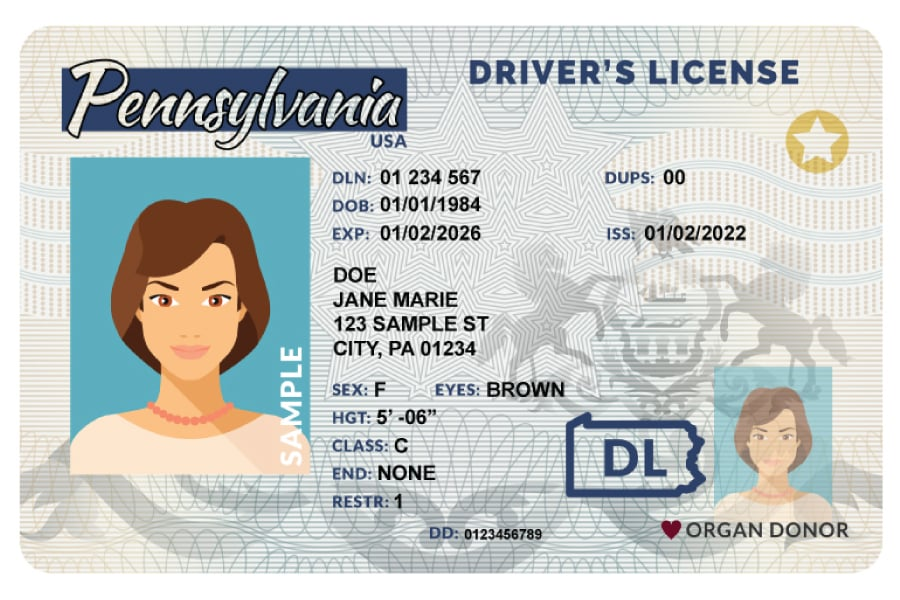 Pennsylvania
USA
DRIVER'S LICENSE
DLN: 01 234 567 DUPS: 00
DOB: 01/01/1984
EXP: 01/02/2026 ISS: 01/02/2022
DOE
JANE MARIE
123 SAMPLE ST
CITY, PA 01234
SEX: F EYES: BROWN
HGT: 5' -06”
CLASS: C
END: NONE
RESTR: 1
DD: 0123456789
SAMPLE
DL
ORGAN DONOR